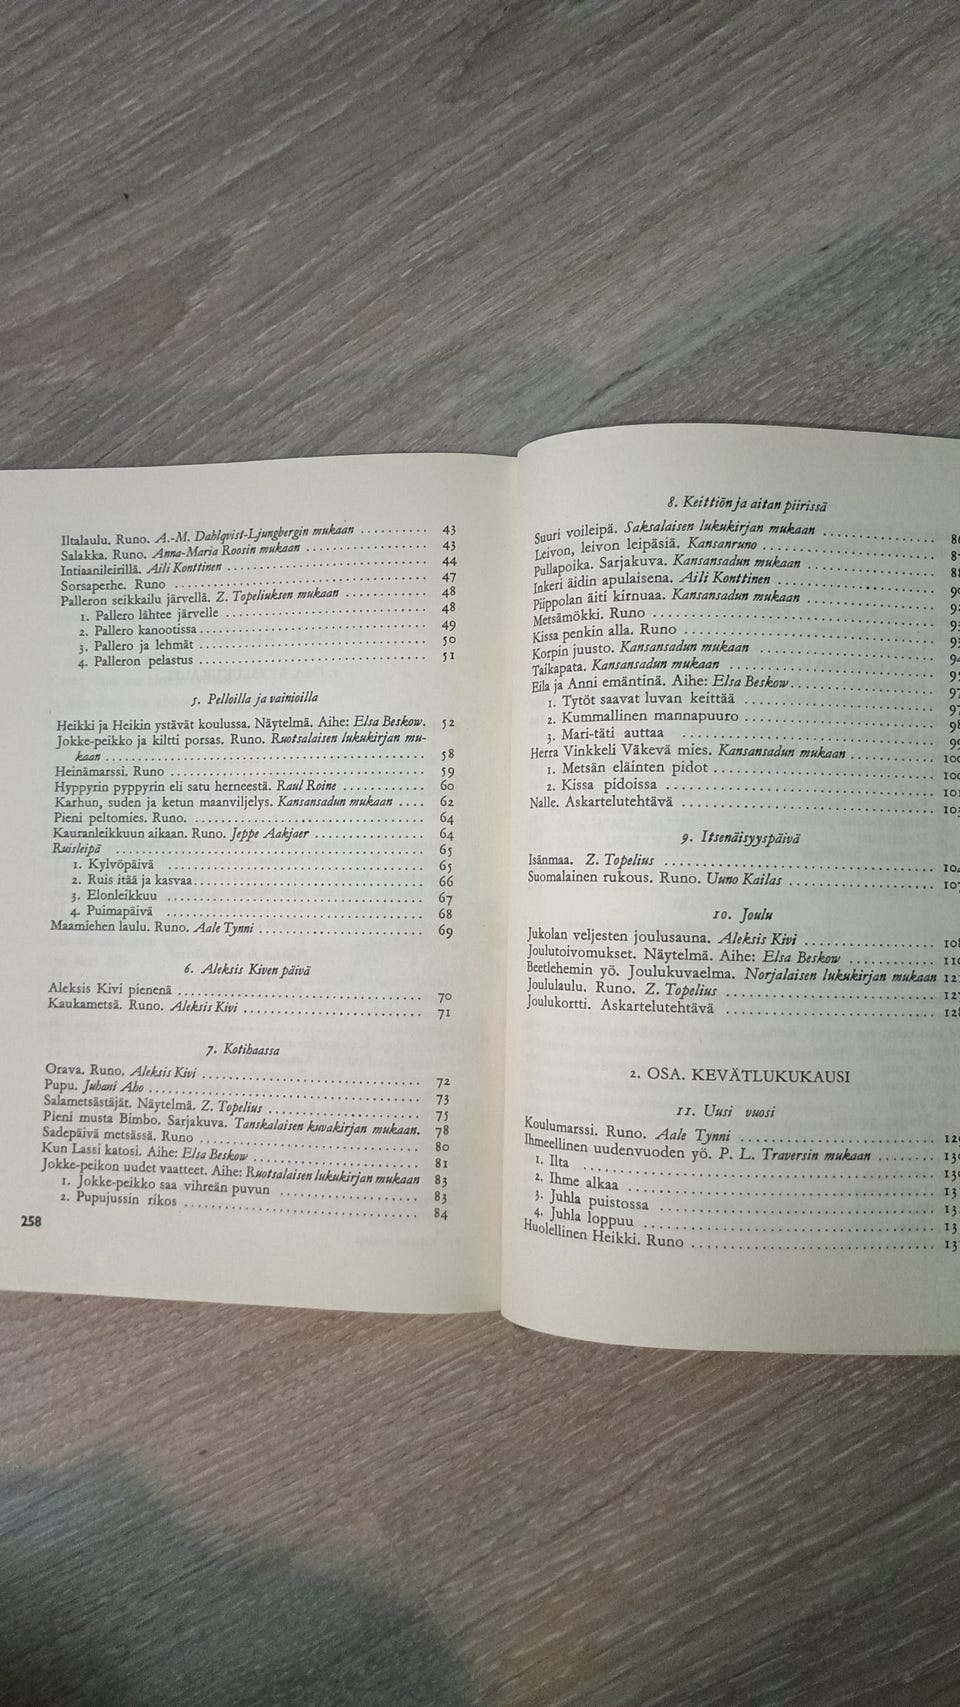 Iltalaulu. Runo. A.-M. Dahlqvist-Ljungbergin mukaan .......... 43
Salakka. Runo. Anna-Maria Roosin mukaan .......... 43
Intiaanileirillä. Aili Konttinen .......... 44
Sorsaperhe. Runo .......... 47
Palleron seikkailu järvellä. Z. Topeliuksen mukaan .......... 48
1. Pallero lähtee järvelle .......... 48
2. Pallero kanootissa .......... 49
3. Pallero ja lehmät .......... 50
4. Palleron pelastus .......... 51
5. Pelloilla ja vainioilla
Heikki ja Heikin ystävät koulussa. Näytelmä. Aihe: Elsa Beskow. 52
Jokke-peikko ja kiltti porsas. Runo. Ruotsalaisen lukukirjan mu-
kaan .......... 58
Heinämarssi. Runo .......... 59
Hyppyrin pyppyrin eli satu herneestä. Raul Roine .......... 60
Karhun, suden ja ketun maanviljelys. Kansansadun mukaan .... 62
Pieni peltomies. Runo. .......... 64
Kauranleikkuun aikaan. Runo. Jeppe Aakjaer .......... 64
Ruisleipä .......... 65
1. Kylvöpäivä .......... 65
2. Ruis itää ja kasvaa .......... 66
3. Elonleikkuu .......... 67
4. Puimapäivä .......... 68
Maamiehen laulu. Runo. Aale Tynni .......... 69
6. Aleksis Kiven päivä
Aleksis Kivi pienenä .......... 70
Kaukametsä. Runo. Aleksis Kivi .......... 71
7. Kotihaassa
Orava. Runo. Aleksis Kivi .......... 72
Pupu. Juhani Aho .......... 73
Salametsästäjät. Näytelmä. Z. Topelius .......... 75
Pieni musta Bimbo. Sarjakuva. Tanskalaisen kuvakirjan mukaan. 78
Sadepäivä metsässä. Runo .......... 80
Kun Lassi katosi. Aihe: Elsa Beskow .......... 81
Jokke-peikon uudet vaatteet. Aihe: Ruotsalaisen lukukirjan mukaan 83
1. Jokke-peikko saa vihreän puvun .......... 83
2. Pupujussin rikos .......... 84
258
8. Keittiön ja aitan piirissä
Suuri voileipä. Saksalaisen lukukirjan mukaan ..........
Leivon, leivon leipäsiä. Kansanruno ..........
Pullapoika. Sarjakuva. Kansansadun mukaan ..........
Inkeri äidin apulaisena. Aili Konttinen ..........
Piippolan äiti kirnuaa. Kansansadun mukaan ..........
Metsämökki. Runo ..........
Kissa penkin alla. Runo ..........
Korpin juusto. Kansansadun mukaan ..........
Taikapata. Kansansadun mukaan ..........
Eila ja Anni emäntinä. Aihe: Elsa Beskow ..........
1. Tytöt saavat luvan keittää .......... 97
2. Kummallinen mannapuuro .......... 97
3. Mari-täti auttaa ..........
Herra Vinkkeli Väkevä mies. Kansansadun mukaan ..........
1. Metsän eläinten pidot ..........
2. Kissa pidoissa ..........
Nalle. Askartelutehtävä ..........
9. Itsenäisyyspäivä
Isänmaa. Z. Topelius ..........
Suomalainen rukous. Runo. Uuno Kailas ..........
10. Joulu
Jukolan veljesten joulusauna. Aleksis Kivi ..........
Joulutoivomukset. Näytelmä. Aihe: Elsa Beskow ..........
Beetlehemin yö. Joulukuvaelma. Norjalaisen lukukirjan mukaan
Joululaulu. Runo. Z. Topelius ..........
Joulukortti. Askartelutehtävä ..........
2. OSA. KEVÄTLUKUKAUSI
11. Uusi vuosi
Koulumarssi. Runo. Aale Tynni ..........
Ihmeellinen uudenvuoden yö. P. L. Traversin mukaan ..........
1. Ilta ..........
2. Ihme alkaa ..........
3. Juhla puistossa ..........
4. Juhla loppuu ..........
Huolellinen Heikki. Runo ..........